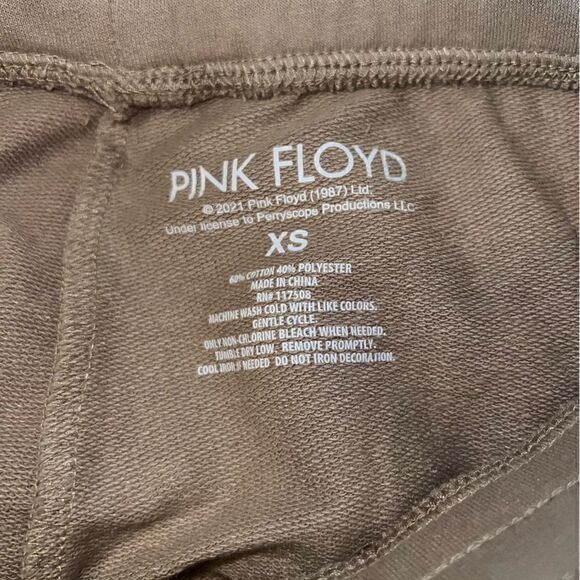 PINK FLOYD
© 2021 Pink Floyd (1987) Ltd.
Under license to Perryscope Productions LLC
XS
60% COTTON 40% POLYESTER
MADE IN CHINA
RN# 117508
MACHINE WASH COLD WITH LIKE COLORS.
GENTLE CYCLE.
ONLY NON-CHLORINE BLEACH WHEN NEEDED.
TUMBLE DRY LOW. REMOVE PROMPTLY.
COOL IRON IF NEEDED DO NOT IRON DECORATION.